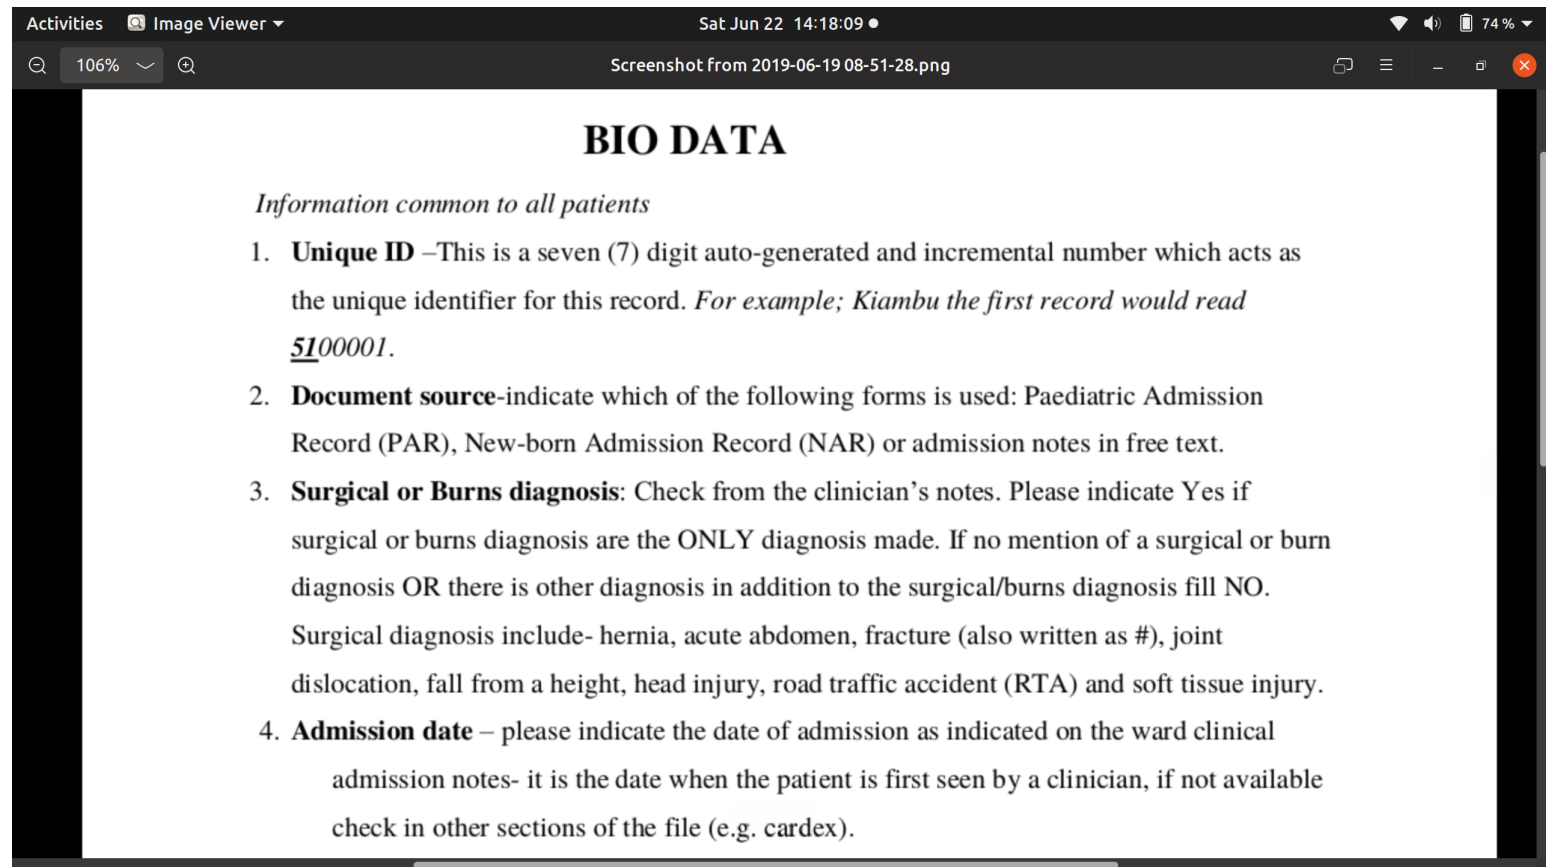 Activities Image Viewer Sat Jun 22 14:18:09 74 %
106% Screenshot from 2019-06-19 08-51-28.png
BIO DATA
Information common to all patients
1. Unique ID –This is a seven (7) digit auto-generated and incremental number which acts as
the unique identifier for this record. For example; Kiambu the first record would read
5100001.
2. Document source-indicate which of the following forms is used: Paediatric Admission
Record (PAR), New-born Admission Record (NAR) or admission notes in free text.
3. Surgical or Burns diagnosis: Check from the clinician’s notes. Please indicate Yes if
surgical or burns diagnosis are the ONLY diagnosis made. If no mention of a surgical or burn
diagnosis OR there is other diagnosis in addition to the surgical/burns diagnosis fill NO.
Surgical diagnosis include- hernia, acute abdomen, fracture (also written as #), joint
dislocation, fall from a height, head injury, road traffic accident (RTA) and soft tissue injury.
4. Admission date – please indicate the date of admission as indicated on the ward clinical
admission notes- it is the date when the patient is first seen by a clinician, if not available
check in other sections of the file (e.g. cardex).